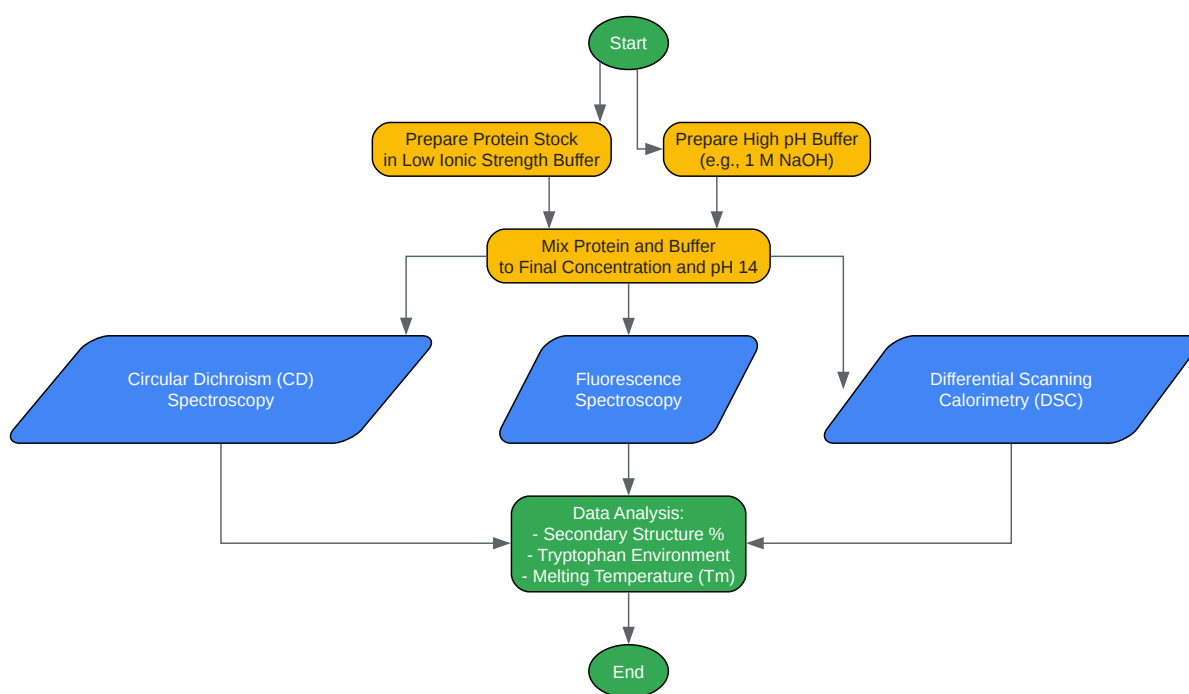 Start
Prepare Protein Stock
in Low Ionic Strength Buffer
Prepare High pH Buffer
(e.g., 1 M NaOH)
Mix Protein and Buffer
to Final Concentration and pH 14
Circular Dichroism (CD)
Spectroscopy
Fluorescence
Spectroscopy
Differential Scanning
Calorimetry (DSC)
Data Analysis:
- Secondary Structure %
- Tryptophan Environment
- Melting Temperature (Tm)
End